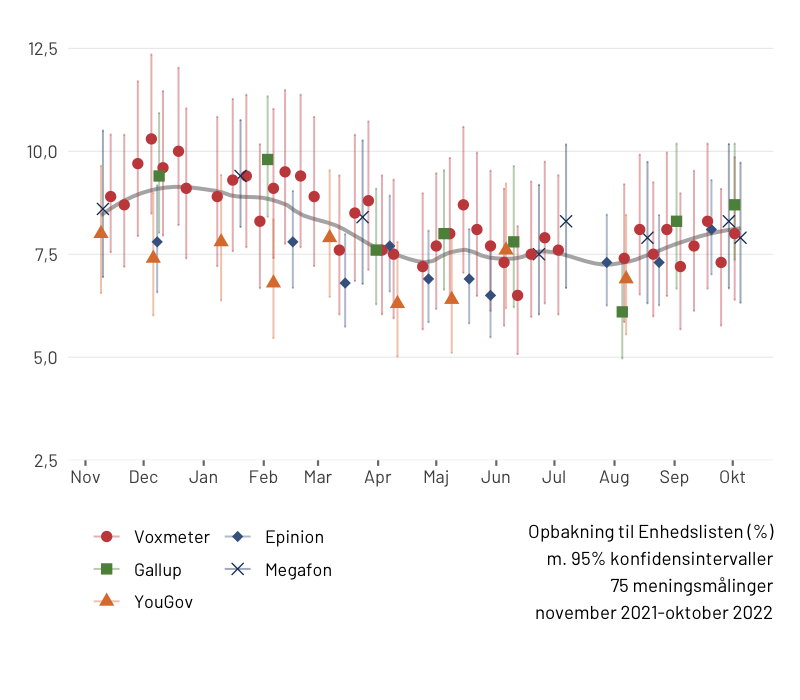 12,5
10,0
7,5
5,0
2,5
Nov Dec Jan Feb Mar Apr Maj Jun Jul Aug Sep Okt
Voxmeter Epinion
Gallup Megafon
YouGov
Opbakning til Enhedslisten (%)
m. 95% konfidensintervaller
75 meningsmålinger
november 2021-oktober 2022